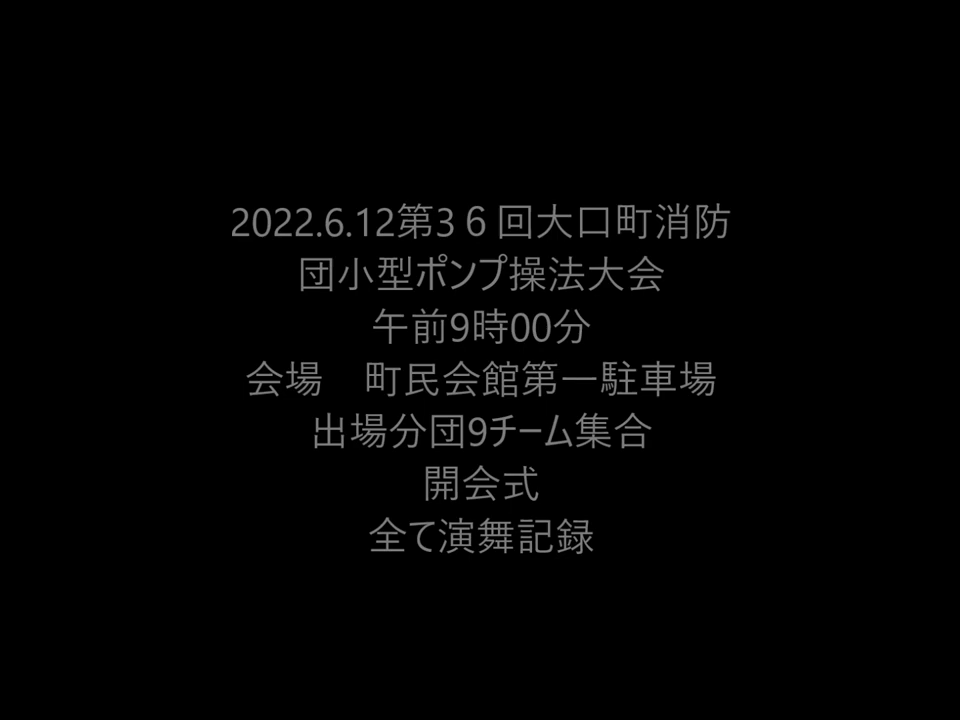 2022.6.12第3６回大口町消防
団小型ポンプ操法大会
午前9時00分
会場　町民会館第一駐車場
出場分団9チーム集合
開会式
全て演舞記録